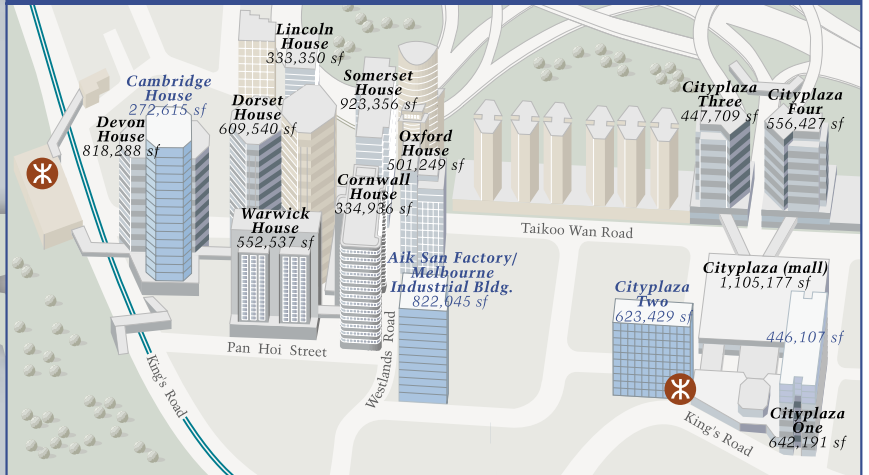 Lincoln
House
333,350 sf
Cambridge
House
272,615 sf
Somerset
House
923,356 sf
Dorset
House
609,540 sf
Devon
House
818,288 sf
Oxford
House
501,249 sf
Cornwall
House
334,936 sf
Warwick
House
552,537 sf
Cityplaza
Three
447,709 sf
Cityplaza
Four
556,427 sf
Taikoo Wan Road
Aik San Factory/
Melbourne
Industrial Bldg.
822,045 sf
Cityplaza (mall)
1,105,177 sf
Cityplaza
Two
623,429 sf
446,107 sf
Pan Hoi Street
Westlands Road
King's Road
King's Road
Cityplaza
One
642,191 sf